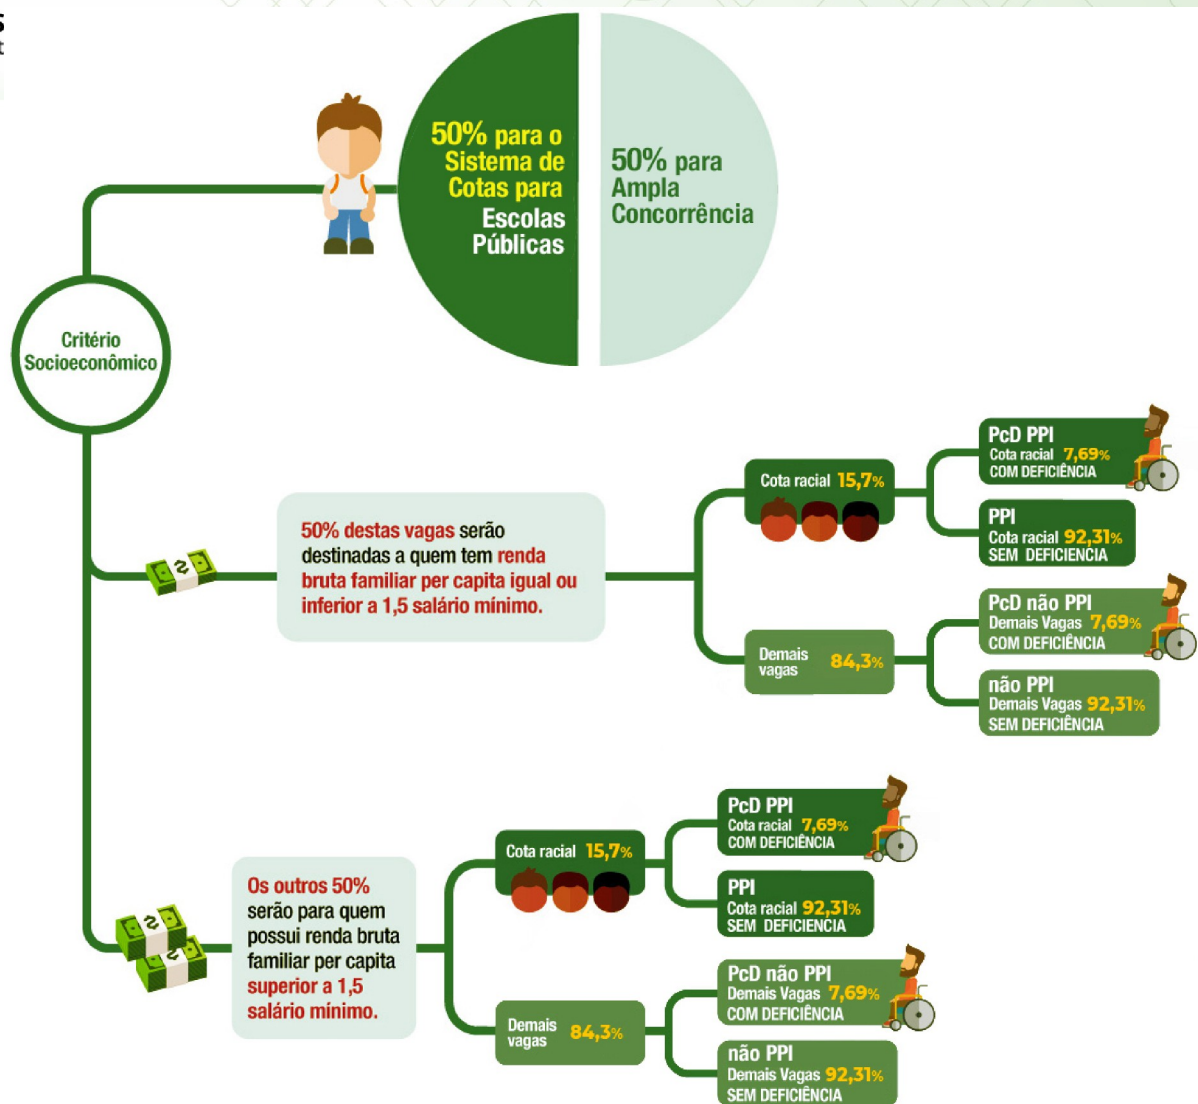 S
t
50% para o
Sistema de
Cotas para
Escolas
Públicas
50% para
Ampla
Concorrência
Critério
Socioeconômico
50% destas vagas serão
destinadas a quem tem renda
bruta familiar per capita igual ou
inferior a 1,5 salário mínimo.
Cota racial 15,7%
PcD PPI
Cota racial 7,69%
COM DEFICIÊNCIA
PPI
Cota racial 92,31%
SEM DEFICIENCIA
Demais
vagas 84,3%
PcD não PPI
Demais Vagas 7,69%
COM DEFICIÊNCIA
não PPI
Demais Vagas 92,31%
SEM DEFICIÊNCIA
Os outros 50%
serão para quem
possui renda bruta
familiar per capita
superior a 1,5
salário mínimo.
Cota racial 15,7%
PcD PPI
Cota racial 7,69%
COM DEFICIÊNCIA
PPI
Cota racial 92,31%
SEM DEFICIENCIA
Demais
vagas 84,3%
PcD não PPI
Demais Vagas 7,69%
COM DEFICIÊNCIA
não PPI
Demais Vagas 92,31%
SEM DEFICIÊNCIA